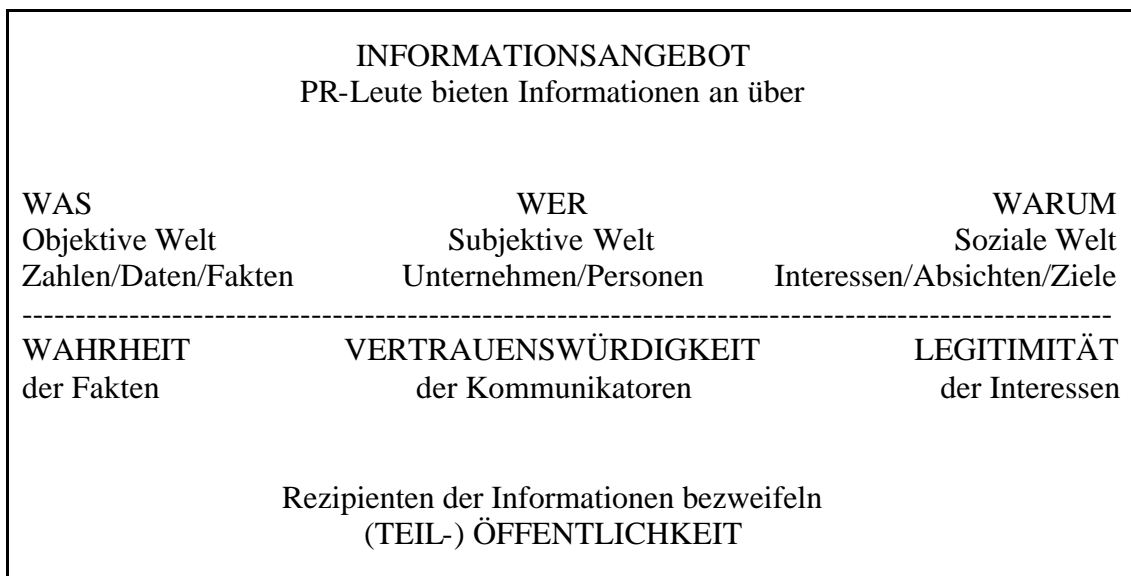 INFORMATIONSANGEBOT
PR-Leute bieten Informationen an über
WAS WER WARUM
Objektive Welt Subjektive Welt Soziale Welt
Zahlen/Daten/Fakten Unternehmen/Personen Interessen/Absichten/Ziele
------------------------------------------------------------------------------------------------------
WAHRHEIT VERTRAUENSWÜRDIGKEIT LEGITIMITÄT
der Fakten der Kommunikatoren der Interessen
Rezipienten der Informationen bezweifeln
(TEIL-) ÖFFENTLICHKEIT